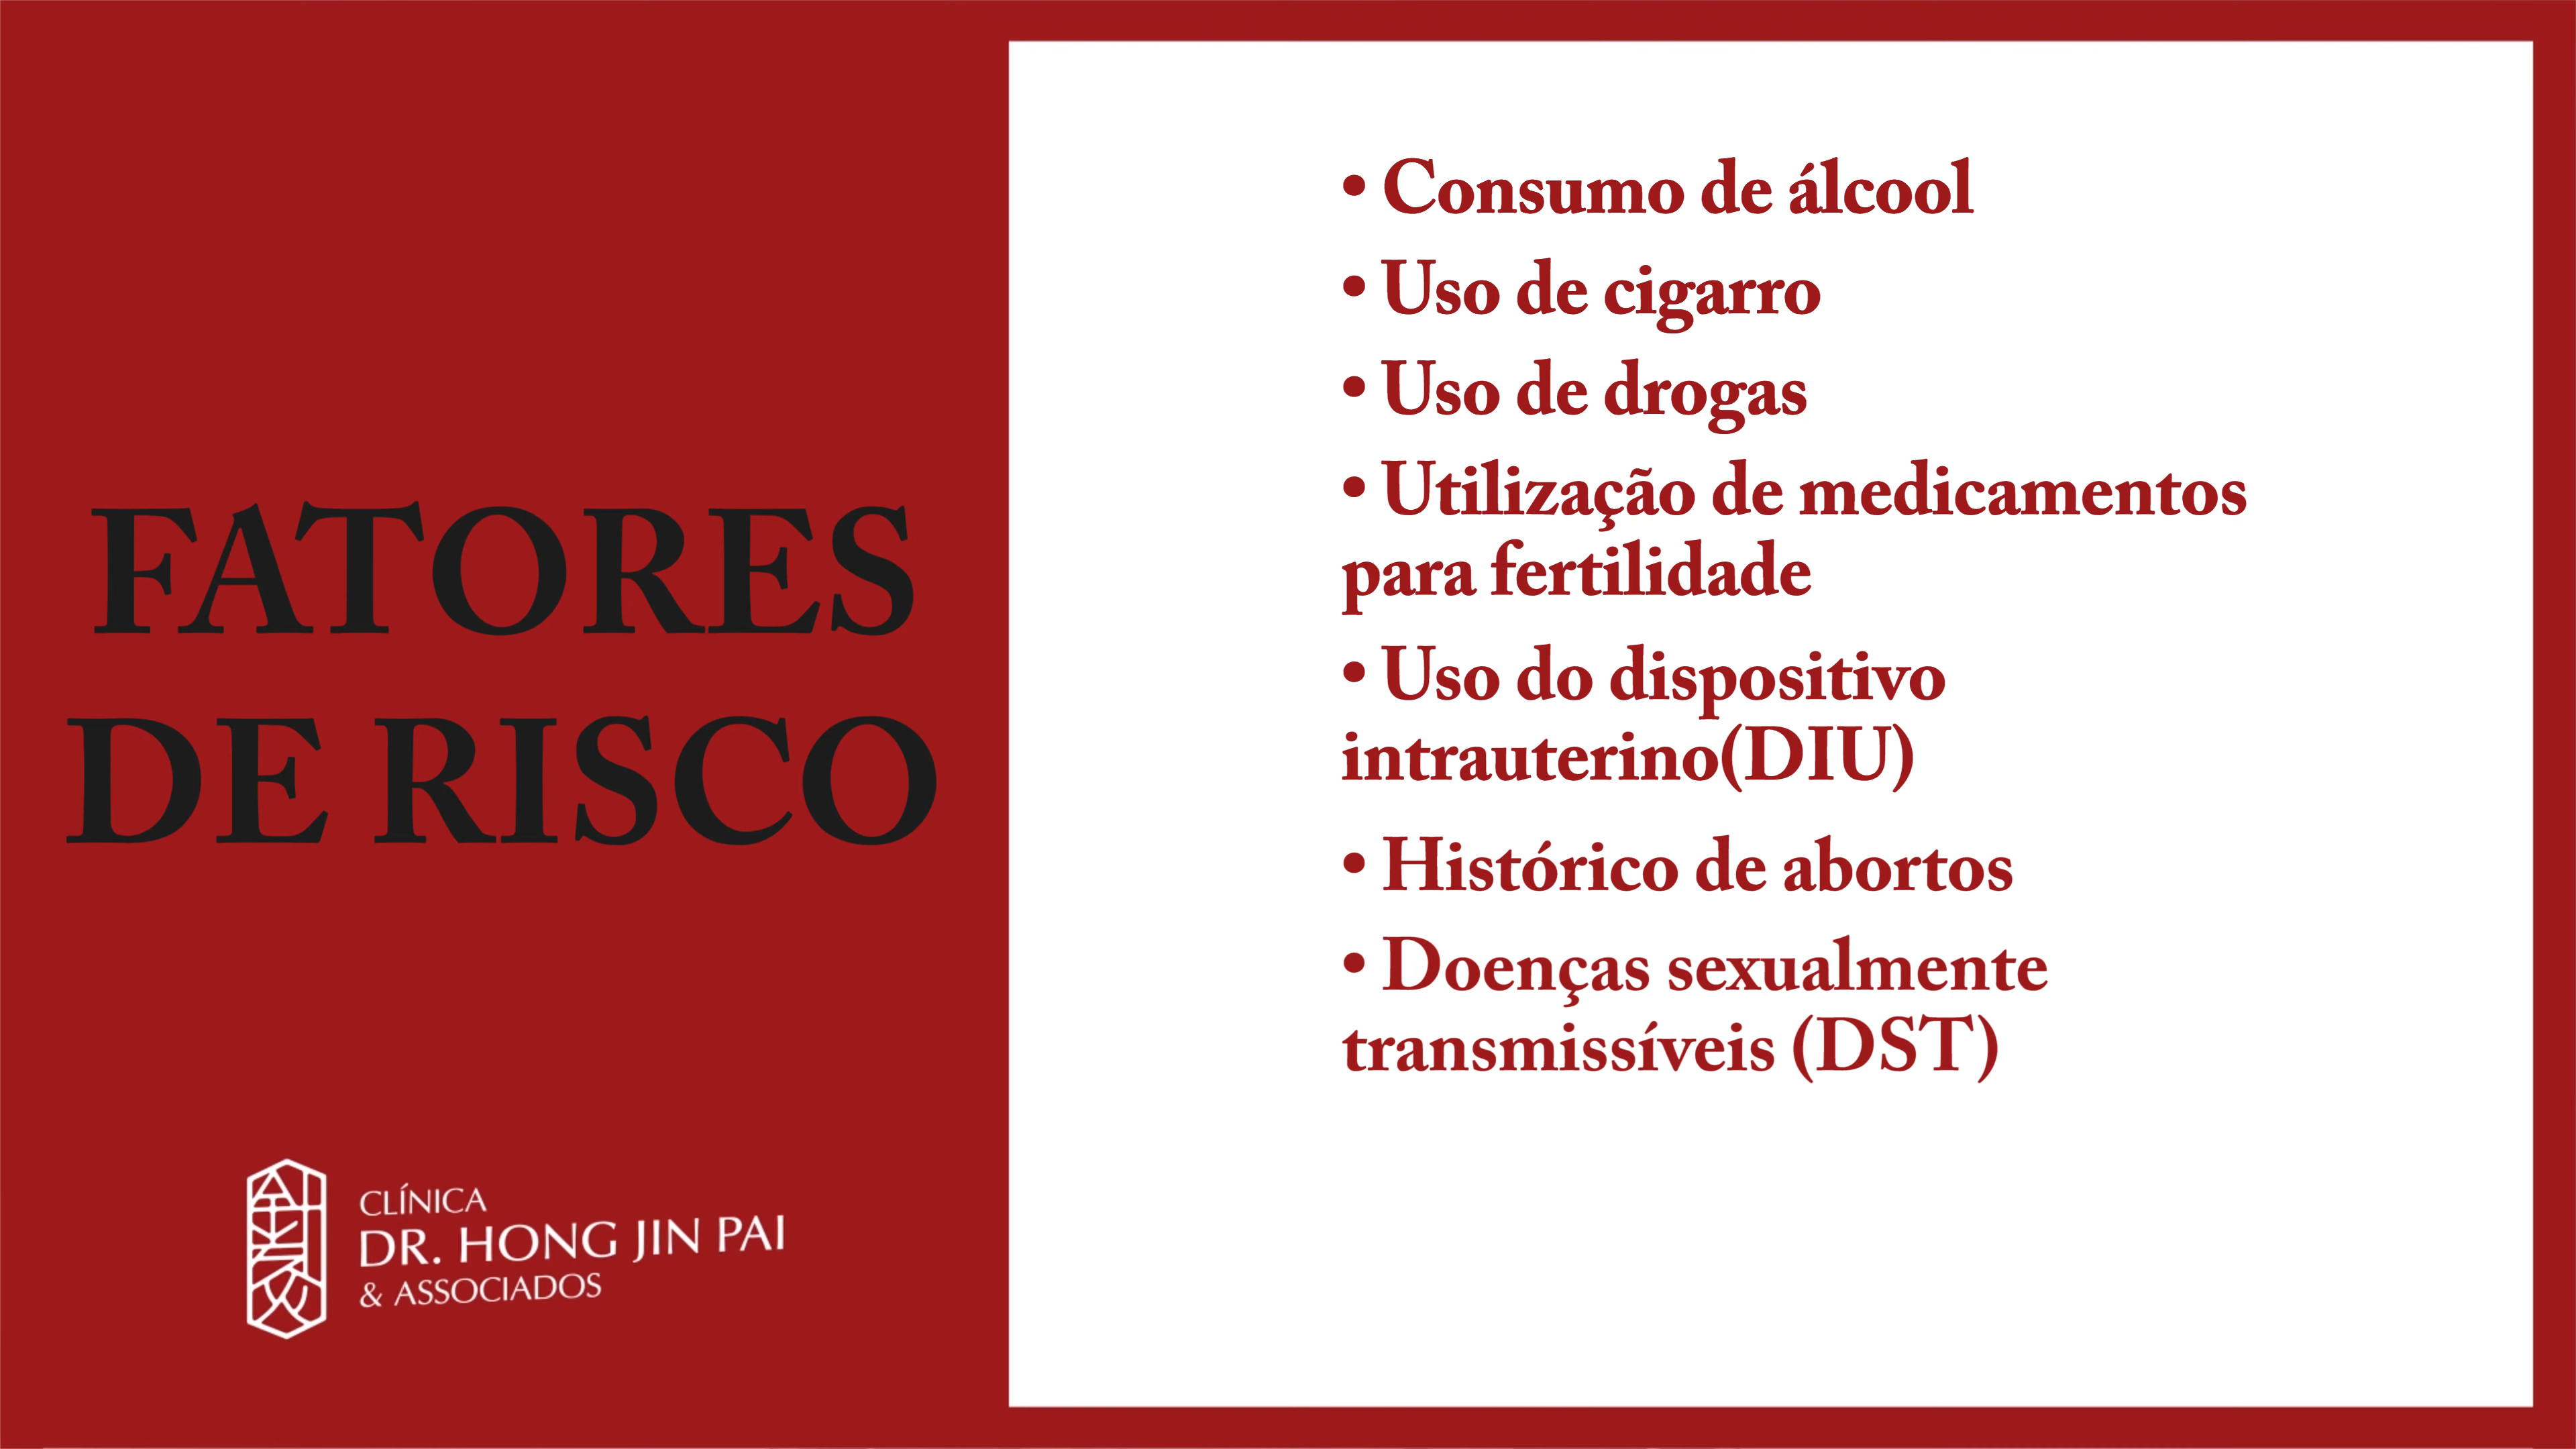 FATORES
DE RISCO
CLÍNICA
DR. HONG JIN PAI
& ASSOCIADOS
• Consumo de álcool
• Uso de cigarro
• Uso de drogas
• Utilização de medicamentos
para fertilidade
• Uso do dispositivo
intrauterino(DIU)
• Histórico de abortos
• Doenças sexualmente
transmissíveis (DST)